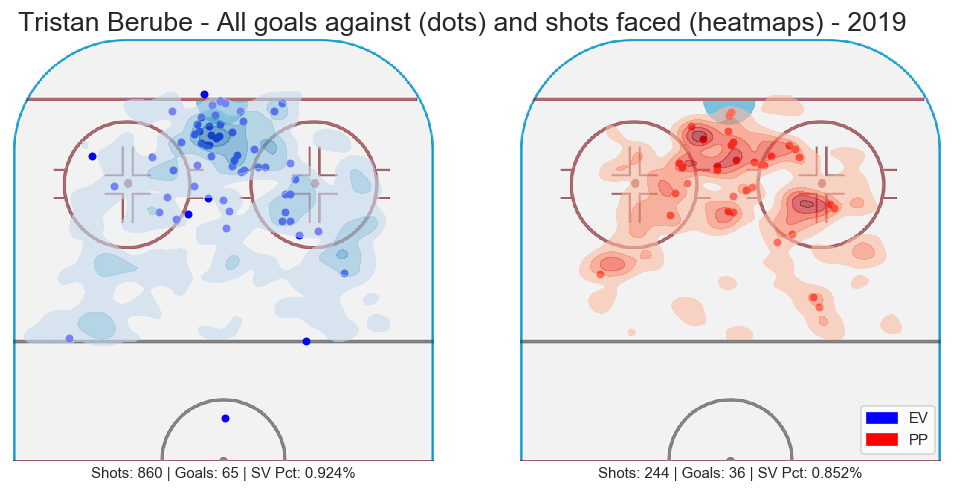 Tristan Berube - All goals against (dots) and shots faced (heatmaps) - 2019
EV
PP
Shots: 860 | Goals: 65 | SV Pct: 0.924%
Shots: 244 | Goals: 36 | SV Pct: 0.852%